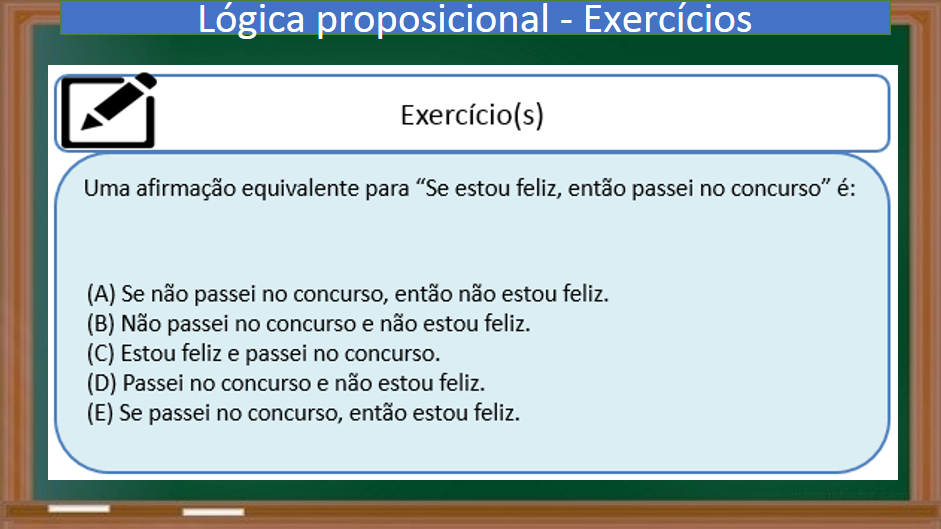 Lógica proposicional - Exercícios
Exercício(s)
Uma afirmação equivalente para “Se estou feliz, então passei no concurso” é:
(A) Se não passei no concurso, então não estou feliz.
(B) Não passei no concurso e não estou feliz.
(C) Estou feliz e passei no concurso.
(D) Passei no concurso e não estou feliz.
(E) Se passei no concurso, então estou feliz.